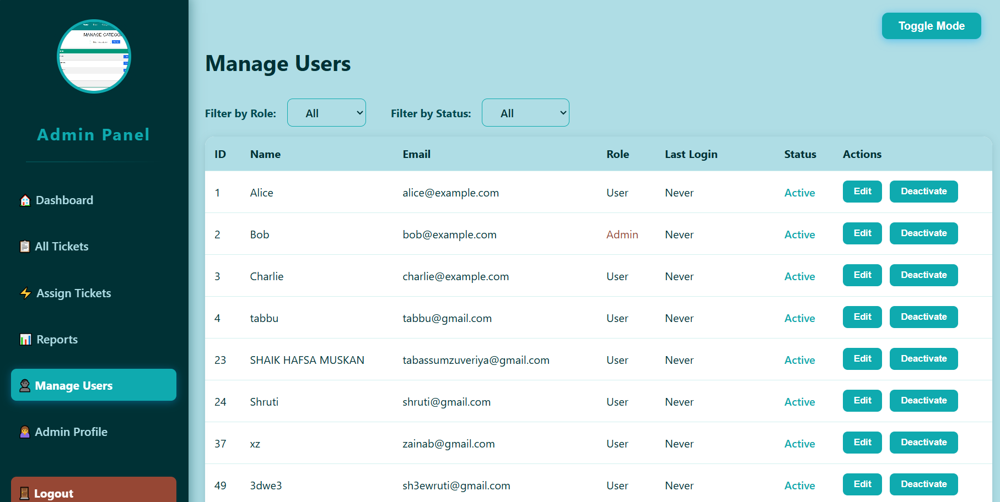 MANAGE CATEGO
Admin Panel
Dashboard
All Tickets
Assign Tickets
Reports
Manage Users
Admin Profile
Logout
Toggle Mode
Manage Users
Filter by Role: All Filter by Status: All
ID Name Email Role Last Login Status Actions
1 Alice alice@example.com User Never Active Edit Deactivate
2 Bob bob@example.com Admin Never Active Edit Deactivate
3 Charlie charlie@example.com User Never Active Edit Deactivate
4 tabbu tabbu@gmail.com User Never Active Edit Deactivate
23 SHAIK HAFSA MUSKAN tabassumzuveriya@gmail.com User Never Active Edit Deactivate
24 Shruti shruti@gmail.com User Never Active Edit Deactivate
37 xz zainab@gmail.com User Never Active Edit Deactivate
49 3dwe3 sh3ewruti@gmail.com User Never Active Edit Deactivate